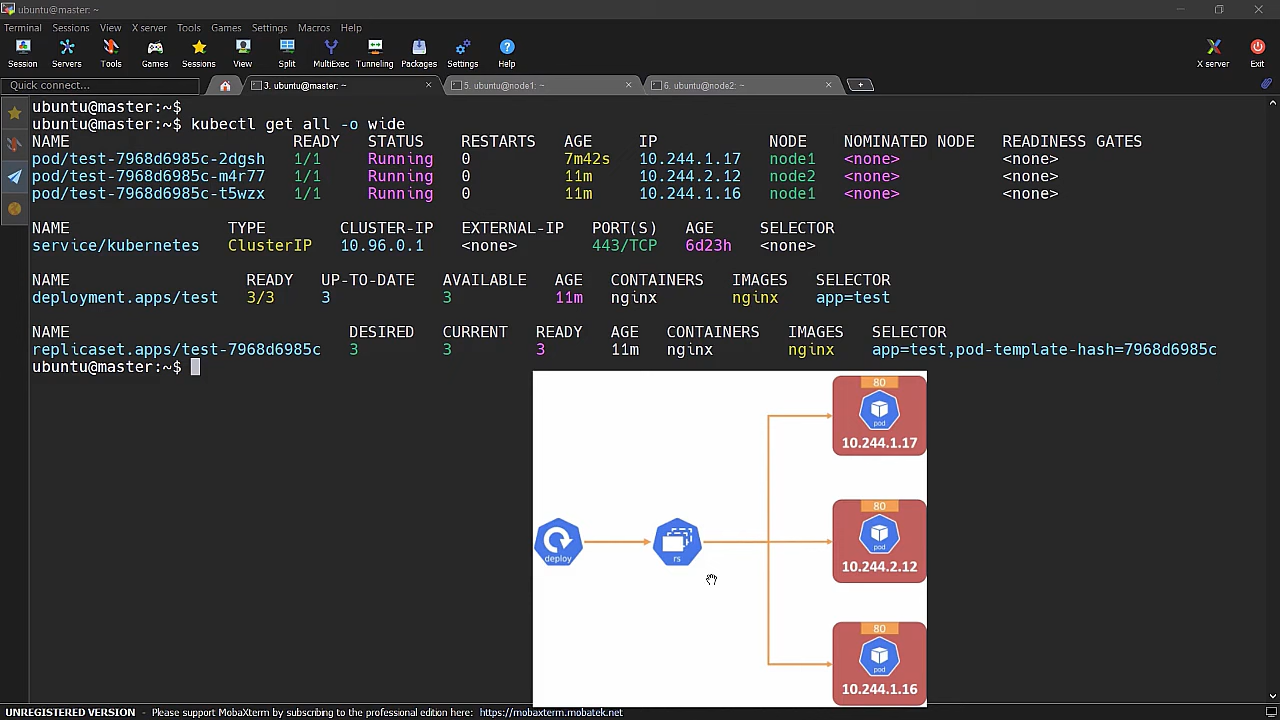 ubuntu@master: ~
Terminal Sessions View X server Tools Games Settings Macros Help
Session Servers Tools Games Sessions View Split MultiExec Tunneling Packages Settings Help X server Exit
Quick connect... 3. ubuntu@master: ~ 5. ubuntu@node1: ~ 6. ubuntu@node2: ~
ubuntu@master:~$
ubuntu@master:~$ kubectl get all -o wide
NAME READY STATUS RESTARTS AGE IP NODE NOMINATED NODE READINESS GATES
pod/test-7968d6985c-2dgsh 1/1 Running 0 7m42s 10.244.1.17 node1 <none> <none>
pod/test-7968d6985c-m4r77 1/1 Running 0 11m 10.244.2.12 node2 <none> <none>
pod/test-7968d6985c-t5wzx 1/1 Running 0 11m 10.244.1.16 node1 <none> <none>
NAME TYPE CLUSTER-IP EXTERNAL-IP PORT(S) AGE SELECTOR
service/kubernetes ClusterIP 10.96.0.1 <none> 443/TCP 6d23h <none>
NAME READY UP-TO-DATE AVAILABLE AGE CONTAINERS IMAGES SELECTOR
deployment.apps/test 3/3 3 3 11m nginx nginx app=test
NAME DESIRED CURRENT READY AGE CONTAINERS IMAGES SELECTOR
replicaset.apps/test-7968d6985c 3 3 3 11m nginx nginx app=test,pod-template-hash=7968d6985c
ubuntu@master:~$
80
pod
10.244.1.17
deploy
rs
80
pod
10.244.2.12
80
pod
10.244.1.16
UNREGISTERED VERSION - Please support MobaXterm by subscribing to the professional edition here: https://mobaxterm.mobatek.net